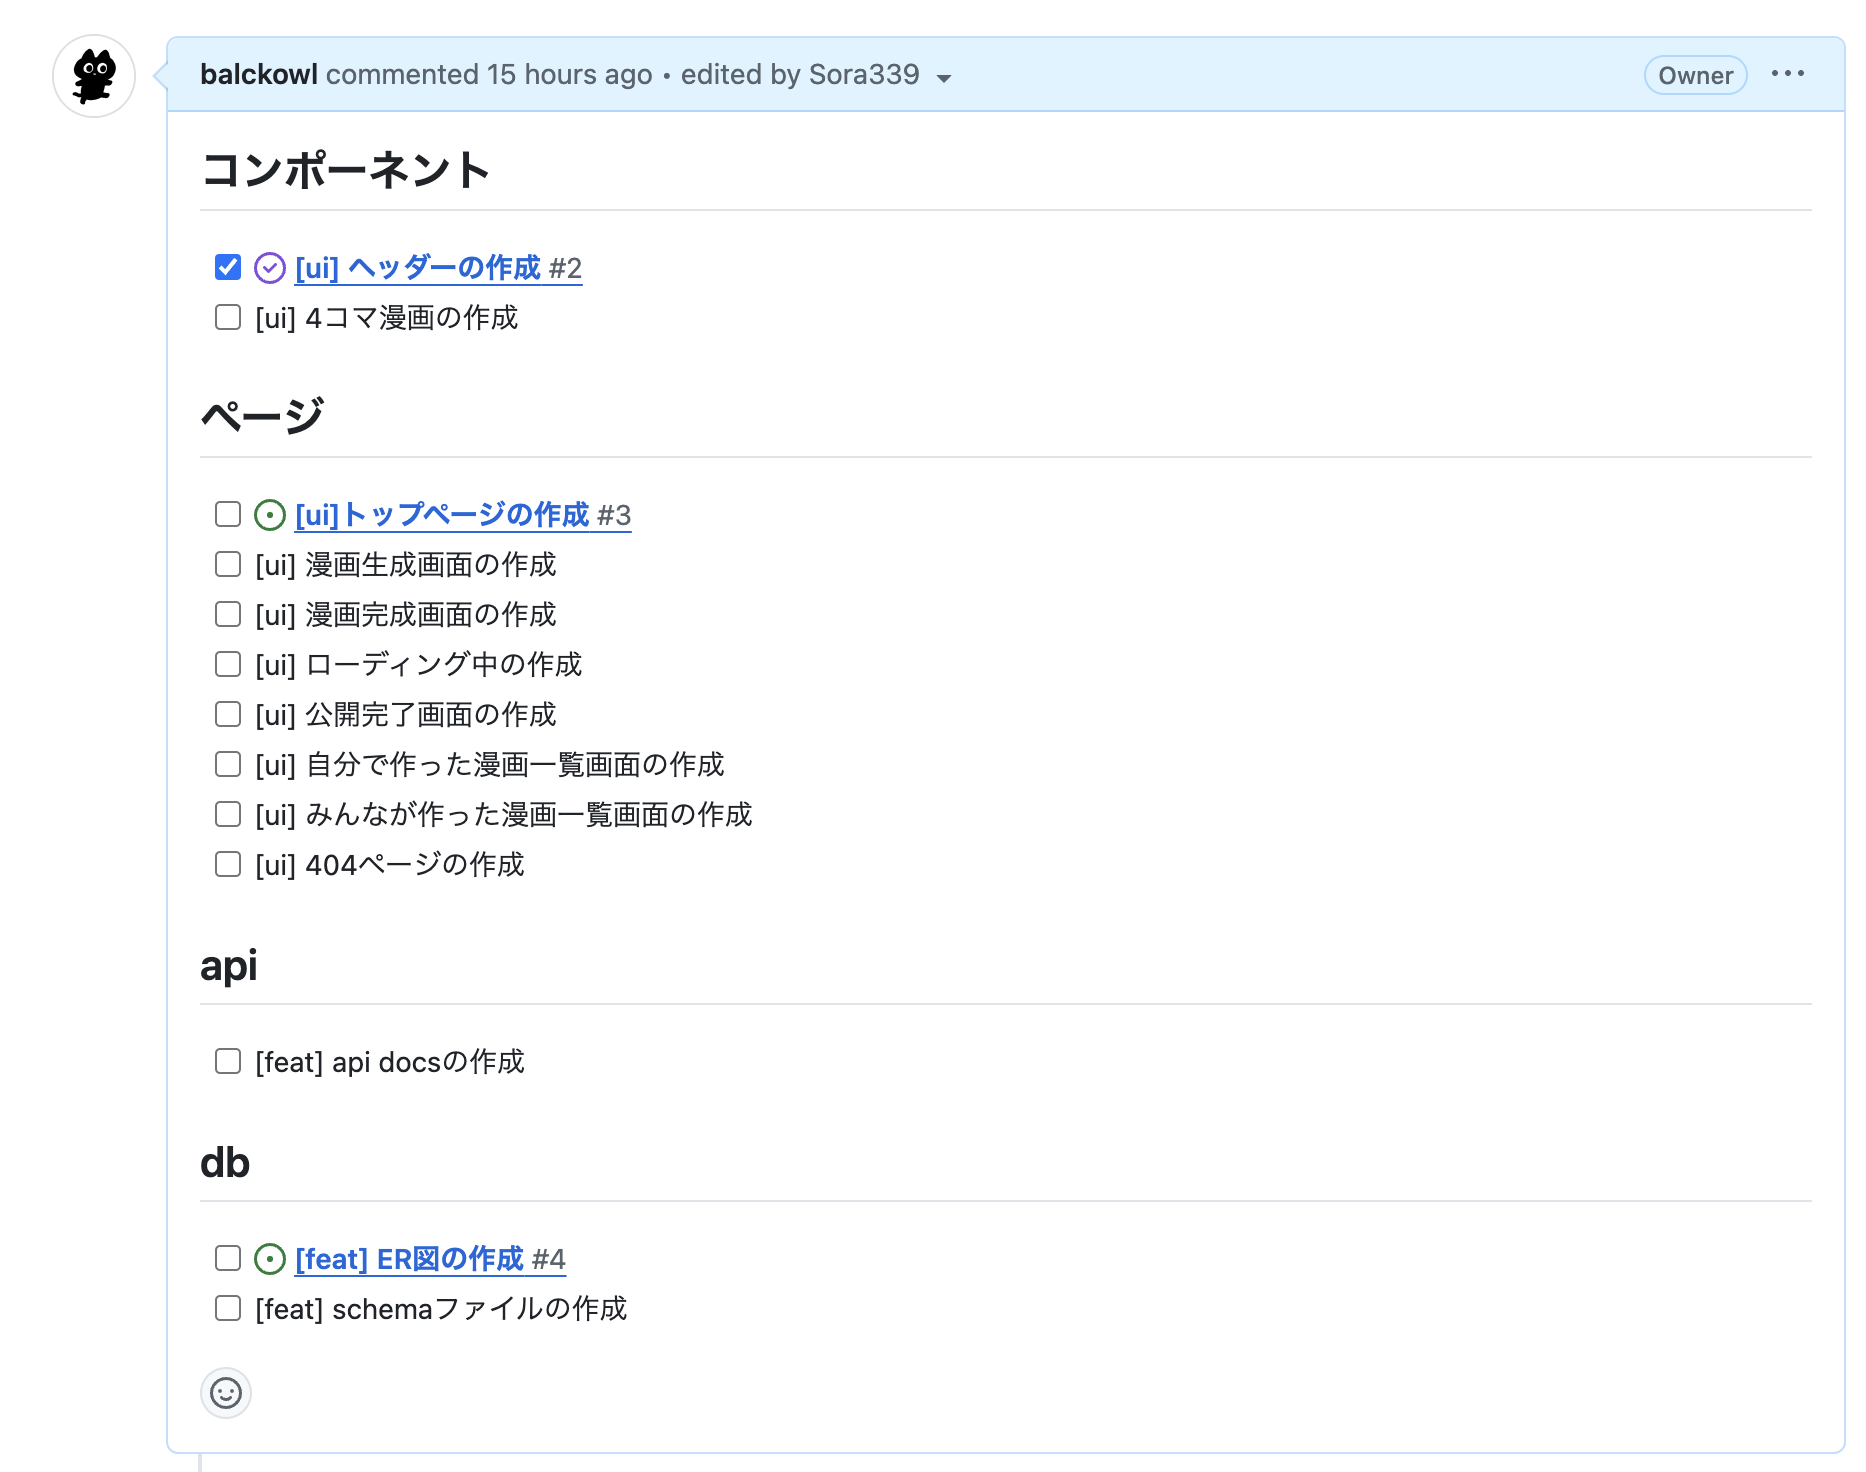 balckowl commented 15 hours ago • edited by Sora339
Owner
コンポーネント
[ui] ヘッダーの作成 #2
[ui] 4コマ漫画の作成
ページ
[ui]トップページの作成 #3
[ui] 漫画生成画面の作成
[ui] 漫画完成画面の作成
[ui] ローディング中の作成
[ui] 公開完了画面の作成
[ui] 自分で作った漫画一覧画面の作成
[ui] みんなが作った漫画一覧画面の作成
[ui] 404ページの作成
api
[feat] api docsの作成
db
[feat] ER図の作成 #4
[feat] schemaファイルの作成